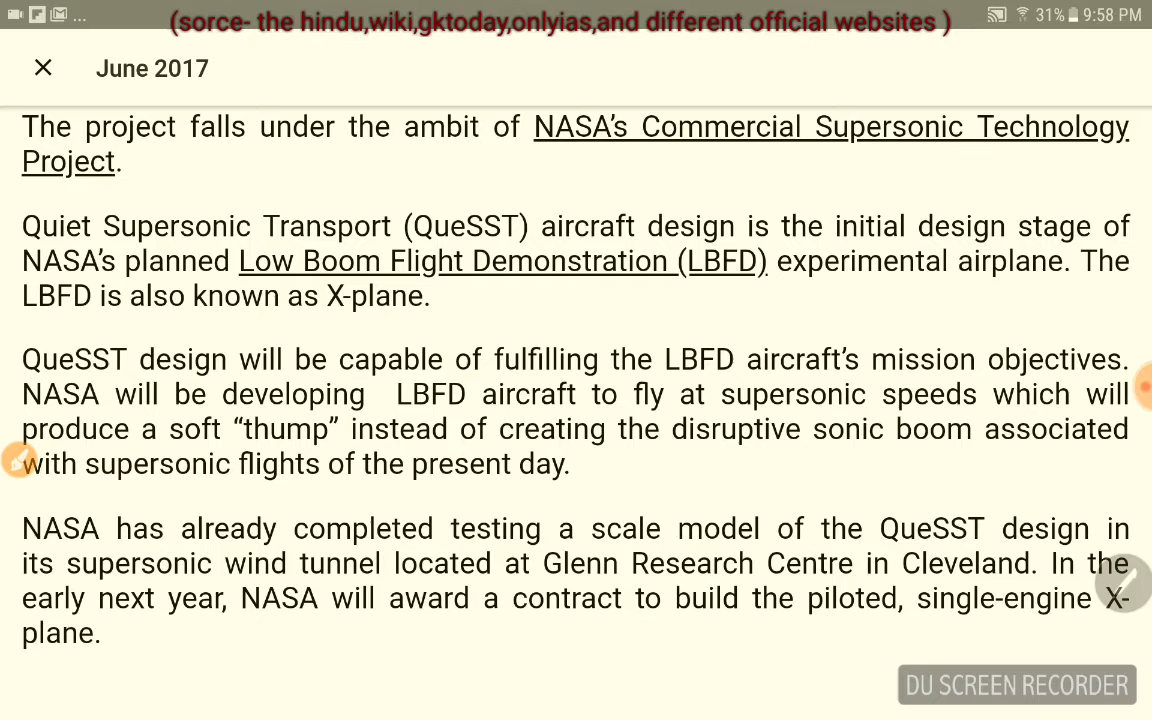 (sorce- the hindu,wiki,gktoday,onlyias,and different official websites )
31% 9:58 PM
June 2017
The project falls under the ambit of NASA's Commercial Supersonic Technology
Project.
Quiet Supersonic Transport (QueSST) aircraft design is the initial design stage of
NASA's planned Low Boom Flight Demonstration (LBFD) experimental airplane. The
LBFD is also known as X-plane.
QueSST design will be capable of fulfilling the LBFD aircraft's mission objectives.
NASA will be developing LBFD aircraft to fly at supersonic speeds which will
produce a soft “thump” instead of creating the disruptive sonic boom associated
with supersonic flights of the present day.
NASA has already completed testing a scale model of the QueSST design in
its supersonic wind tunnel located at Glenn Research Centre in Cleveland. In the
early next year, NASA will award a contract to build the piloted, single-engine X-
plane.
DU SCREEN RECORDER